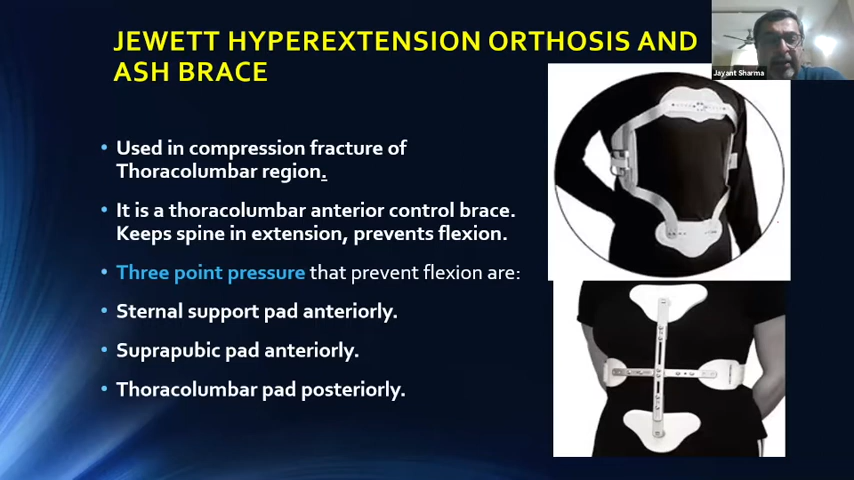 JEWETT HYPEREXTENSION ORTHOSIS AND
ASH BRACE
Jayant Sharma
• Used in compression fracture of
Thoracolumbar region.
• It is a thoracolumbar anterior control brace.
Keeps spine in extension, prevents flexion.
• Three point pressure that prevent flexion are:
• Sternal support pad anteriorly.
• Suprapubic pad anteriorly.
• Thoracolumbar pad posteriorly.